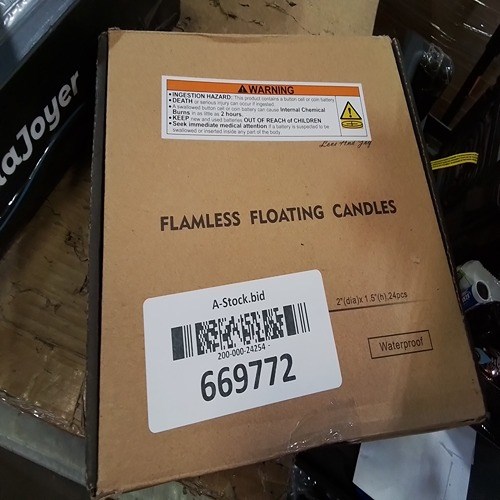 aJoyer
WARNING
• INGESTION HAZARD: This product contains a button cell or coin battery.
• DEATH or serious injury can occur if ingested.
• A swallowed button cell or coin battery can cause Internal Chemical
Burns in as little as 2 hours.
• KEEP new and used batteries OUT OF REACH of CHILDREN
• Seek immediate medical attention if a battery is suspected to be
swallowed or inserted inside any part of the body.
FLAMLESS FLOATING CANDLES
A-Stock.bid
200-000-24254 -
669772
2"(dia)x 1.5"(h),24pcs
Waterproof